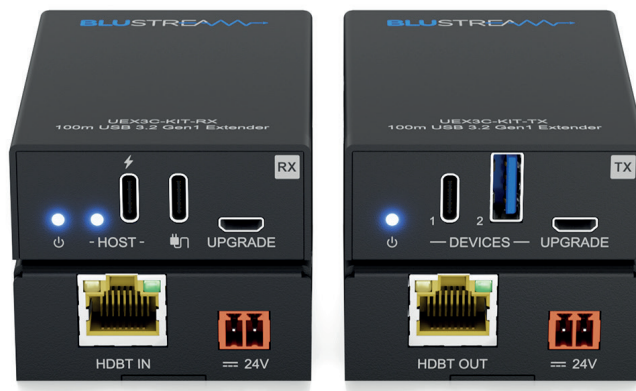 BLUSTREAM
UEX3C-KIT-RX
100m USB 3.2 Gen1 Extender
RX
- HOST -
UPGRADE
HDBT IN
24V
BLUSTREAM
UEX3C-KIT-TX
100m USB 3.2 Gen1 Extender
TX
1
2
DEVICES
UPGRADE
HDBT OUT
24V